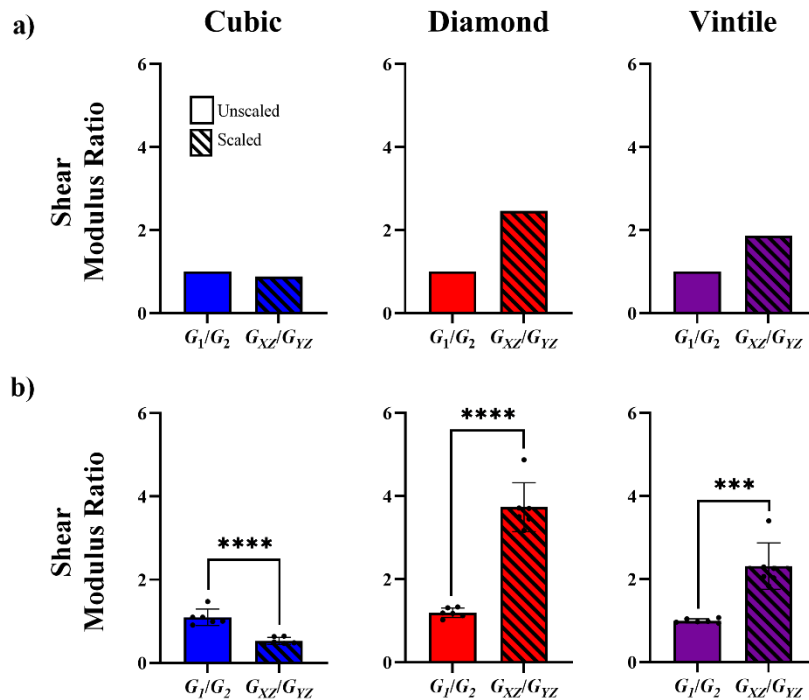 a)
Cubic Diamond Vintile
Shear
Modulus Ratio
6
4
2
0
Unscaled
Scaled
G1/G2 GXZ/GYZ
6
4
2
0
G1/G2 GXZ/GYZ
6
4
2
0
G1/G2 GXZ/GYZ
b)
Shear
Modulus Ratio
6
4
2
0
****
G1/G2 GXZ/GYZ
6
4
2
0
****
G1/G2 GXZ/GYZ
6
4
2
0
***
G1/G2 GXZ/GYZ